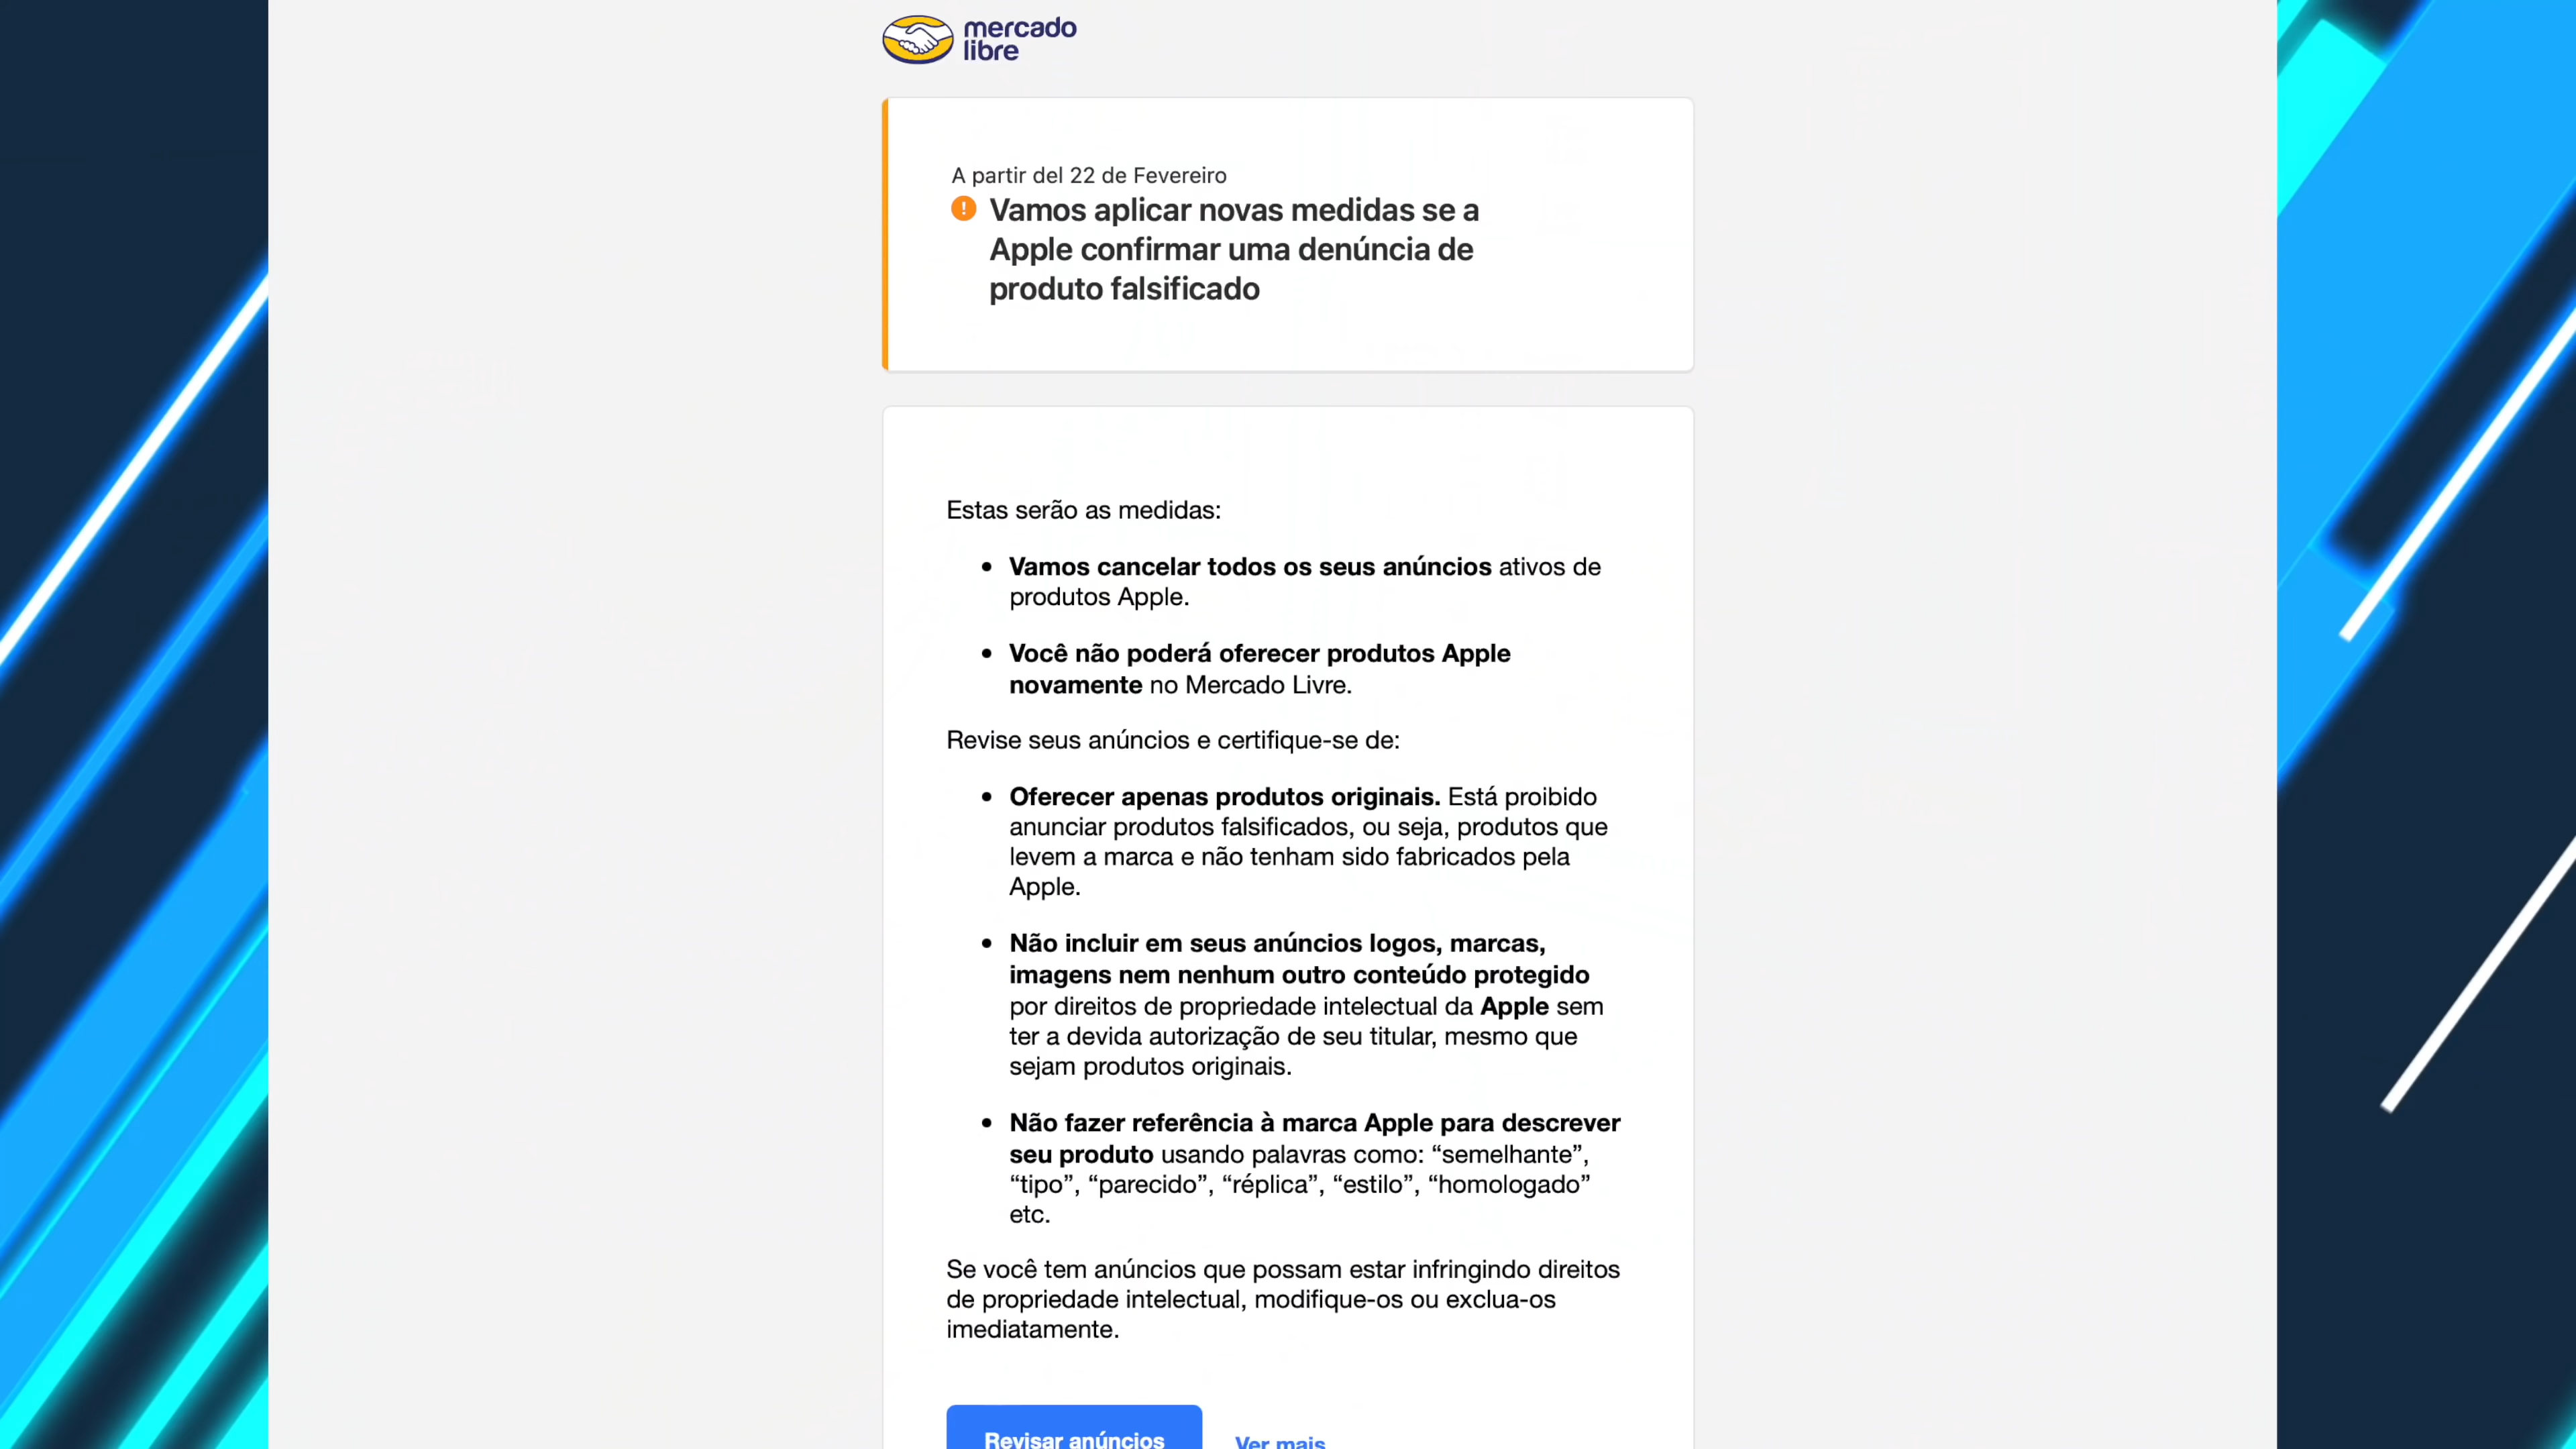 mercado
libre
A partir del 22 de Fevereiro
Vamos aplicar novas medidas se a
Apple confirmar uma denúncia de
produto falsificado
Estas serão as medidas:
• Vamos cancelar todos os seus anúncios ativos de
produtos Apple.
• Você não poderá oferecer produtos Apple
novamente no Mercado Livre.
Revise seus anúncios e certifique-se de:
• Oferecer apenas produtos originais. Está proibido
anunciar produtos falsificados, ou seja, produtos que
levem a marca e não tenham sido fabricados pela
Apple.
• Não incluir em seus anúncios logos, marcas,
imagens nem nenhum outro conteúdo protegido
por direitos de propriedade intelectual da Apple sem
ter a devida autorização de seu titular, mesmo que
sejam produtos originais.
• Não fazer referência à marca Apple para descrever
seu produto usando palavras como: “semelhante”,
“tipo”, “parecido”, “réplica”, “estilo”, “homologado”
etc.
Se você tem anúncios que possam estar infringindo direitos
de propriedade intelectual, modifique-os ou exclua-os
imediatamente.
Revisar anúncios
Ver mais